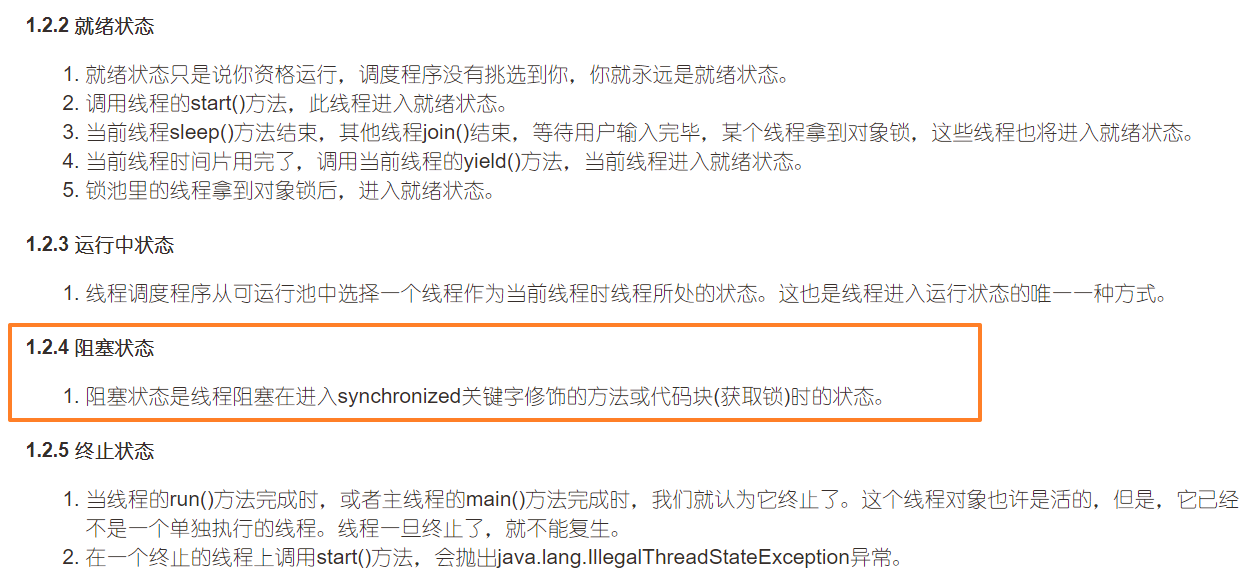 1.2.2 就绪状态
1. 就绪状态只是说你资格运行，调度程序没有挑选到你，你就永远是就绪状态。
2. 调用线程的start()方法，此线程进入就绪状态。
3. 当前线程sleep()方法结束，其他线程join()结束，等待用户输入完毕，某个线程拿到对象锁，这些线程也将进入就绪状态。
4. 当前线程时间片用完了，调用当前线程的yield()方法，当前线程进入就绪状态。
5. 锁池里的线程拿到对象锁后，进入就绪状态。
1.2.3 运行中状态
1. 线程调度程序从可运行池中选择一个线程作为当前线程时线程所处的状态。这也是线程进入运行状态的唯一一种方式。
1.2.4 阻塞状态
1. 阻塞状态是线程阻塞在进入synchronized关键字修饰的方法或代码块(获取锁)时的状态。
1.2.5 终止状态
1. 当线程的run()方法完成时，或者主线程的main()方法完成时，我们就认为它终止了。这个线程对象也许是活的，但是，它已经
不是一个单独执行的线程。线程一旦终止了，就不能复生。
2. 在一个终止的线程上调用start()方法，会抛出java.lang.IllegalThreadStateException异常。